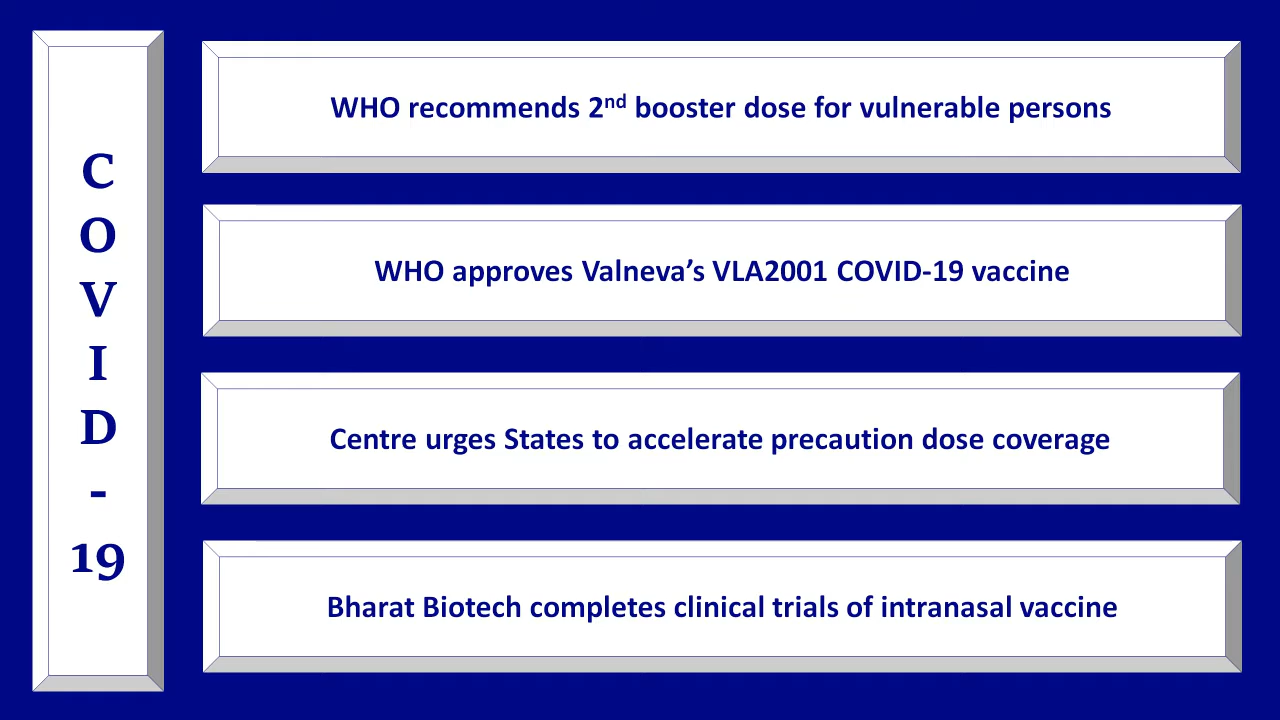 C
O
V
I
D
-
19
WHO recommends 2nd booster dose for vulnerable persons
WHO approves Valneva’s VLA2001 COVID-19 vaccine
Centre urges States to accelerate precaution dose coverage
Bharat Biotech completes clinical trials of intranasal vaccine